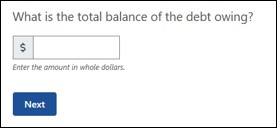 What is the total balance of the debt owing?
$
Enter the amount in whole dollars.
Next